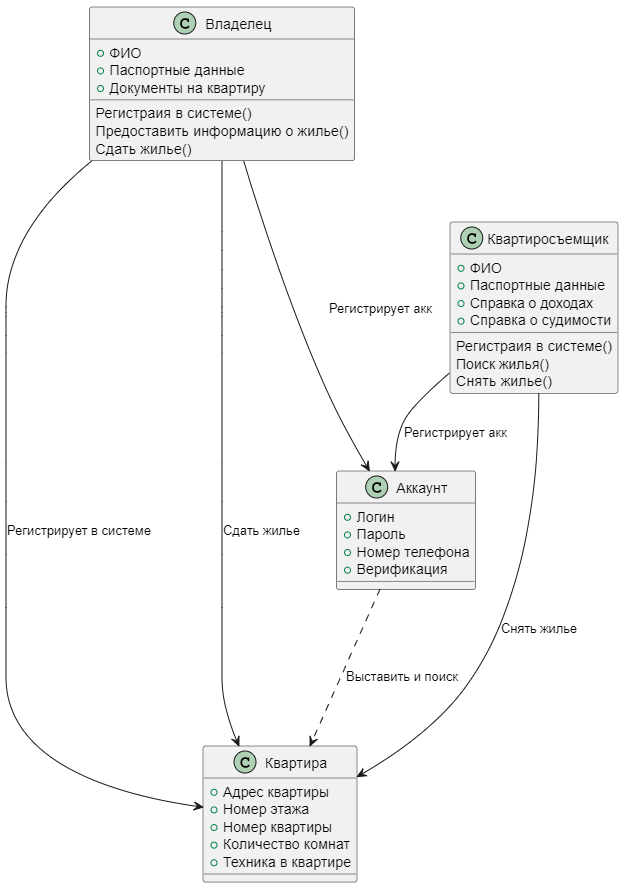 C Владелец
ФИО
Паспортные данные
Документы на квартиру
Регистраия в системе()
Предоставить информацию о жилье()
Сдать жилье()
C Квартиросъемщик
ФИО
Паспортные данные
Справка о доходах
Справка о судимости
Регистраия в системе()
Поиск жилья()
Снять жилье()
Регистрирует акк
Регистрирует акк
C Аккаунт
Логин
Пароль
Номер телефона
Верификация
Регистрирует в системе
Сдать жилье
Снять жилье
Выставить и поиск
C Квартира
Адрес квартиры
Номер этажа
Номер квартиры
Количество комнат
Техника в квартире